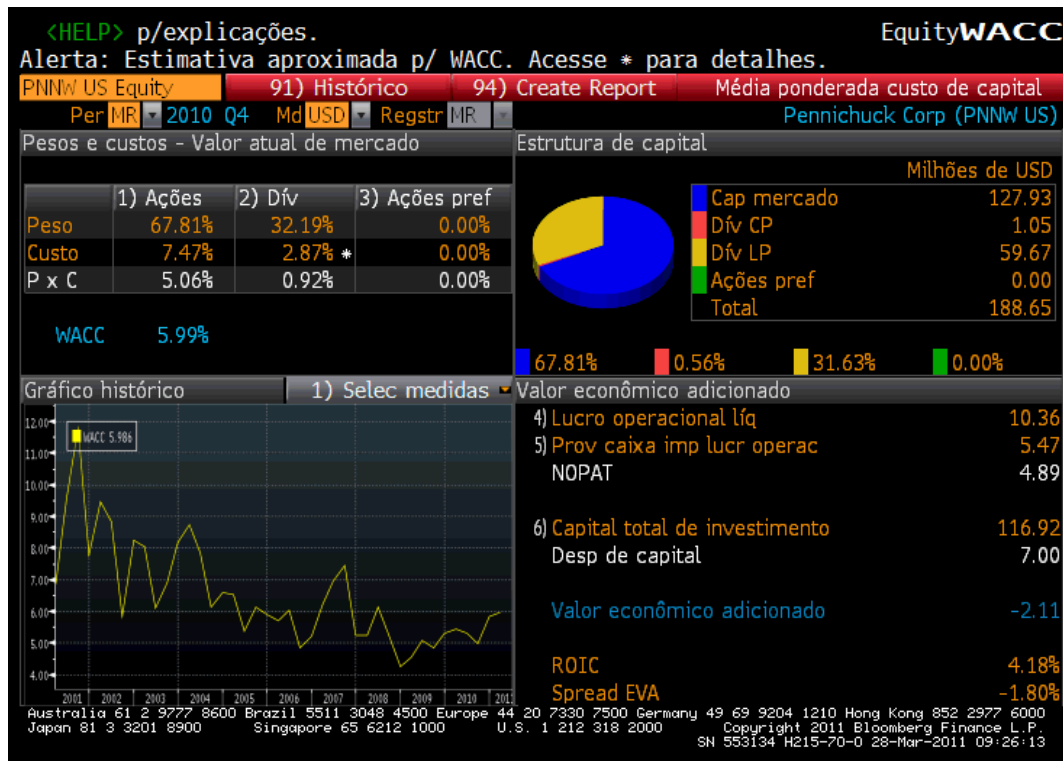 <HELP> p/explicações. EquityWACC
Alerta: Estimativa aproximada p/ WACC. Acesse * para detalhes.
PNNW US Equity 91) Histórico 94) Create Report Média ponderada custo de capital
Per MR 2010 Q4 Md USD Regstr MR Pennichuck Corp (PNNW US)
Pesos e custos - Valor atual de mercado
1) Ações 2) Dív 3) Ações pref
Peso 67.81% 32.19% 0.00%
Custo 7.47% 2.87% * 0.00%
P x C 5.06% 0.92% 0.00%
WACC 5.99%
Estrutura de capital
Milhões de USD
Cap mercado 127.93
Dív CP 1.05
Dív LP 59.67
Ações pref 0.00
Total 188.65
67.81% 0.56% 31.63% 0.00%
Gráfico histórico 1) Selec medidas
WACC 5.986
12.00
11.00
10.00
9.00
8.00
7.00
6.00
5.00
4.00
2001 2002 2003 2004 2005 2006 2007 2008 2009 2010 2011
Valor econômico adicionado
4) Lucro operacional líq 10.36
5) Prov caixa imp lucr operac 5.47
NOPAT 4.89
6) Capital total de investimento 116.92
Desp de capital 7.00
Valor econômico adicionado -2.11
ROIC 4.18%
Spread EVA -1.80%
Australia 61 2 9777 8600 Brazil 5511 3048 4500 Europe 44 20 7330 7500 Germany 49 69 9204 1210 Hong Kong 852 2977 6000
Japan 81 3 3201 8900 Singapore 65 6212 1000 U.S. 1 212 318 2000 Copyright 2011 Bloomberg Finance L.P.
SN 553134 H215-70-0 28-Mar-2011 09:26:13